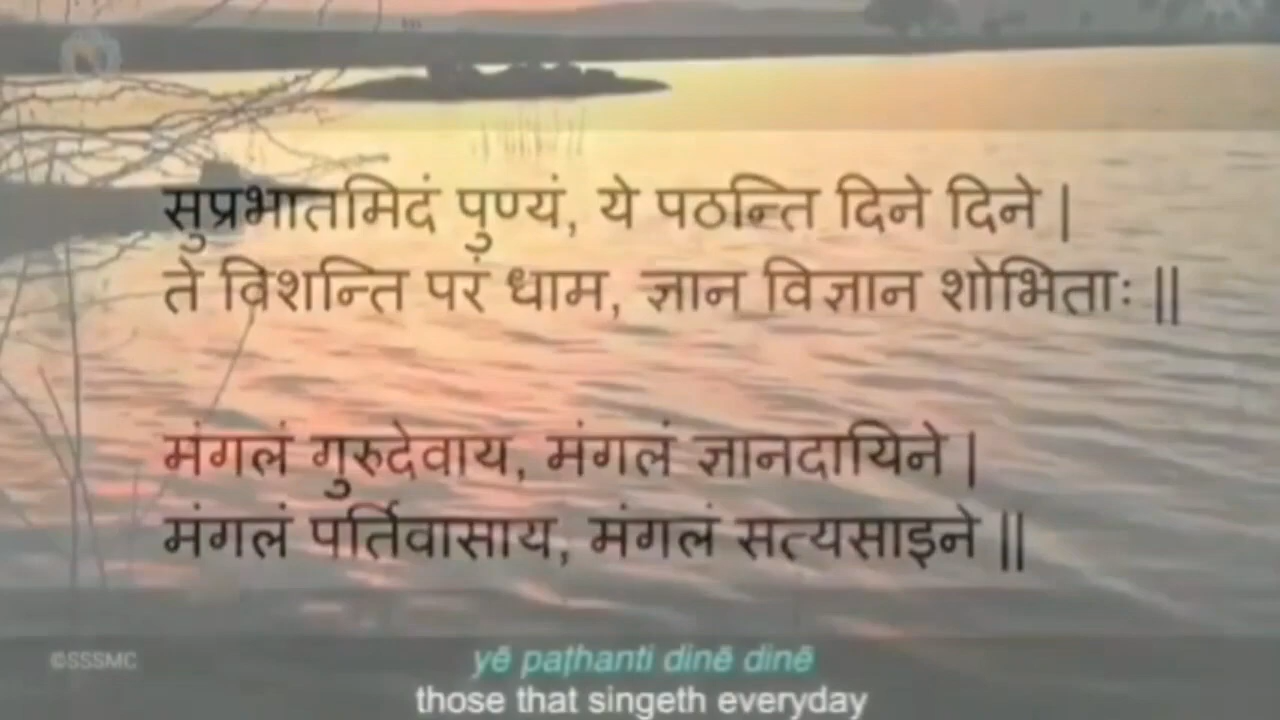 सुप्रभातमिदं पुण्यं, ये पठन्ति दिने दिने |
ते विशन्ति परं धाम, ज्ञान विज्ञान शोभिताः ||
मंगलं गुरुदेवाय, मंगलं ज्ञानदायिने |
मंगलं पर्तिवासाय, मंगलं सत्यसाइने ||
©SSSMC
yē paṭhanti dinē dinē
those that singeth everyday